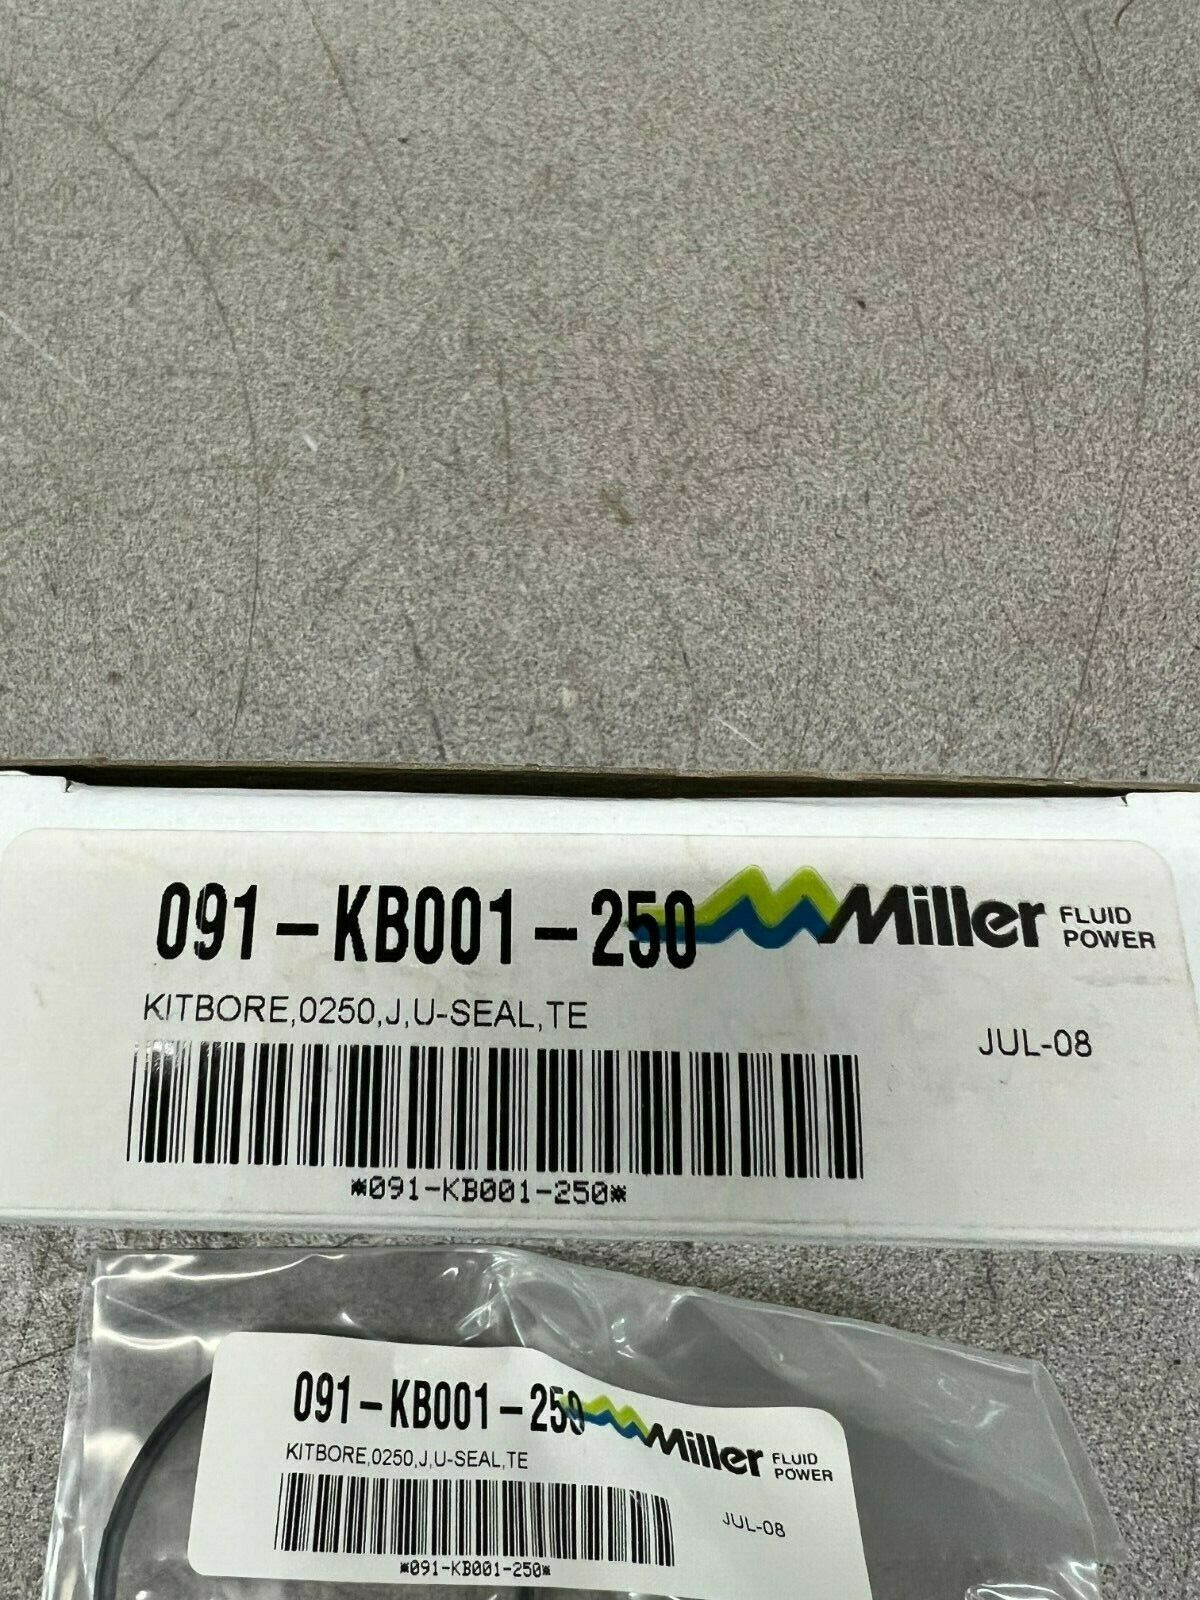 091-KB001-250
Miller FLUID
POWER
KITBORE,0250,J,U-SEAL,TE
JUL-08
*091-KB001-250*
091-KB001-250
Miller FLUID
POWER
KITBORE,0250,J,U-SEAL,TE
JUL-08
*091-KB001-250*